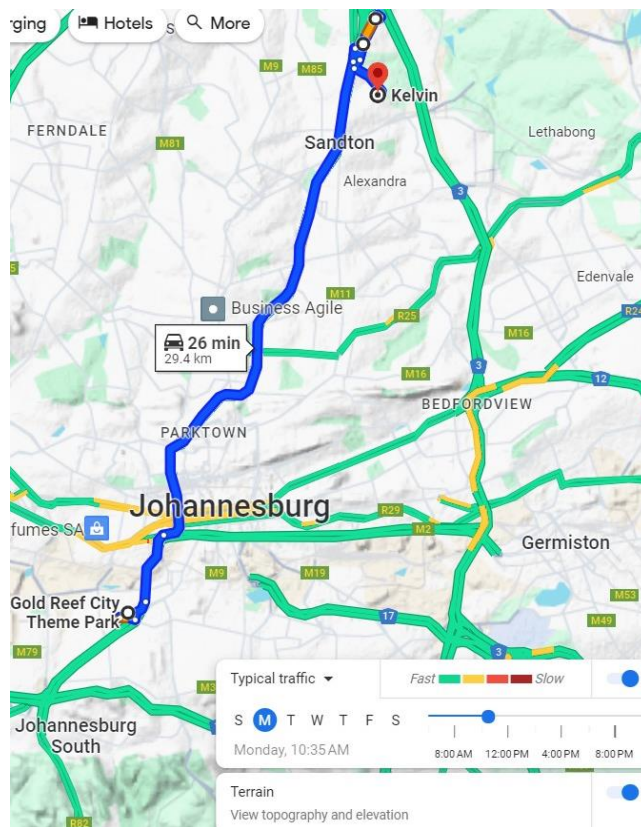 rging
Hotels
More
M9
M85
Kelvin
FERNDALE
M81
Sandton
Lethabong
Alexandra
3
Edenvale
M11
Business Agile
R25
R24
M16
26 min
29.4 km
M16
3
12
BEDFORDVIEW
PARKTOWN
Johannesburg
R29
fumes SA
M2
Germiston
M9
M19
M53
Gold Reef City
Theme Park
17
M49
M79
3
Johannesburg
South
R82
Typical traffic
Fast
Slow
S M T W T F S
Monday, 10:35 AM
8:00 AM 12:00 PM 4:00 PM 8:00 PM
Terrain
View topography and elevation